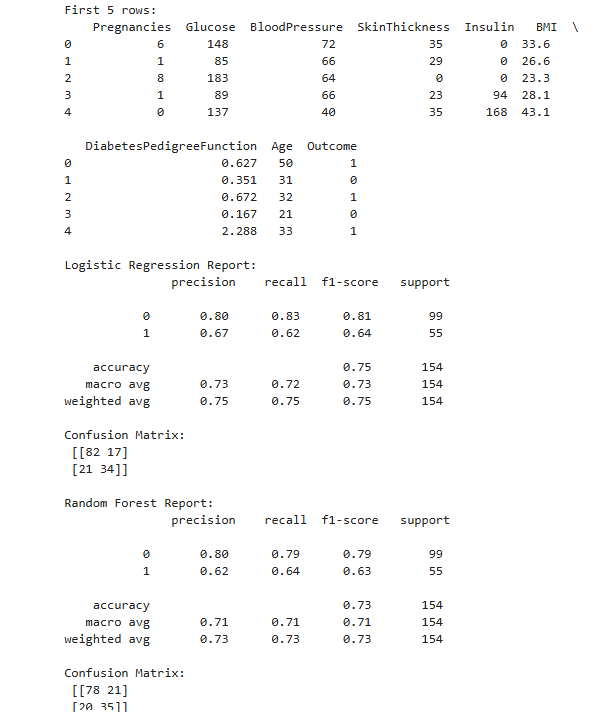 First 5 rows:
Pregnancies Glucose BloodPressure SkinThickness Insulin BMI \
0 6 148 72 35 0 33.6
1 1 85 66 29 0 26.6
2 8 183 64 0 0 23.3
3 1 89 66 23 94 28.1
4 0 137 40 35 168 43.1
DiabetesPedigreeFunction Age Outcome
0 0.627 50 1
1 0.351 31 0
2 0.672 32 1
3 0.167 21 0
4 2.288 33 1
Logistic Regression Report:
precision recall f1-score support
0 0.80 0.83 0.81 99
1 0.67 0.62 0.64 55
accuracy 0.75 154
macro avg 0.73 0.72 0.73 154
weighted avg 0.75 0.75 0.75 154
Confusion Matrix:
[[82 17]
[21 34]]
Random Forest Report:
precision recall f1-score support
0 0.80 0.79 0.79 99
1 0.62 0.64 0.63 55
accuracy 0.73 154
macro avg 0.71 0.71 0.71 154
weighted avg 0.73 0.73 0.73 154
Confusion Matrix:
[[78 21]
[20 35]]